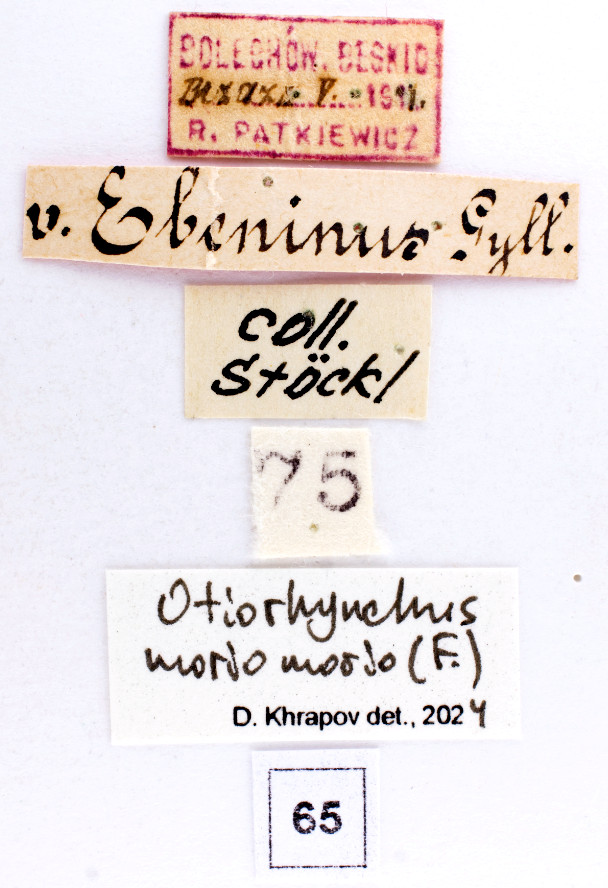 BOLECHÓW. BESKID
V. 1911.
R. PATKIEWICZ
v. Ebeninus Gyll.
coll.
Stöckl
75
Otiorhynchus
morio morio (F.)
D. Khrapov det., 2024
65